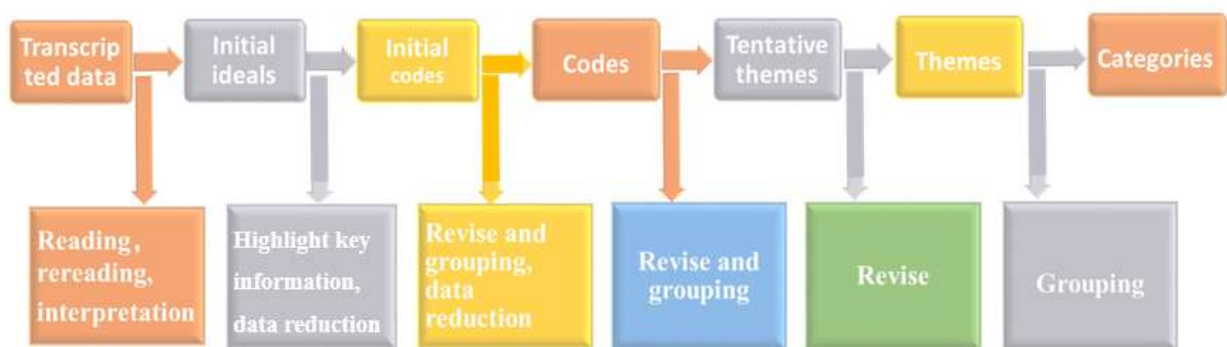 Transcrip
ted data
Initial
ideals
Initial
codes
Codes
Tentative
themes
Themes
Categories
Reading,
rereading,
interpretation
Highlight key
information,
data reduction
Revise and
grouping,
data
reduction
Revise and
grouping
Revise
Grouping